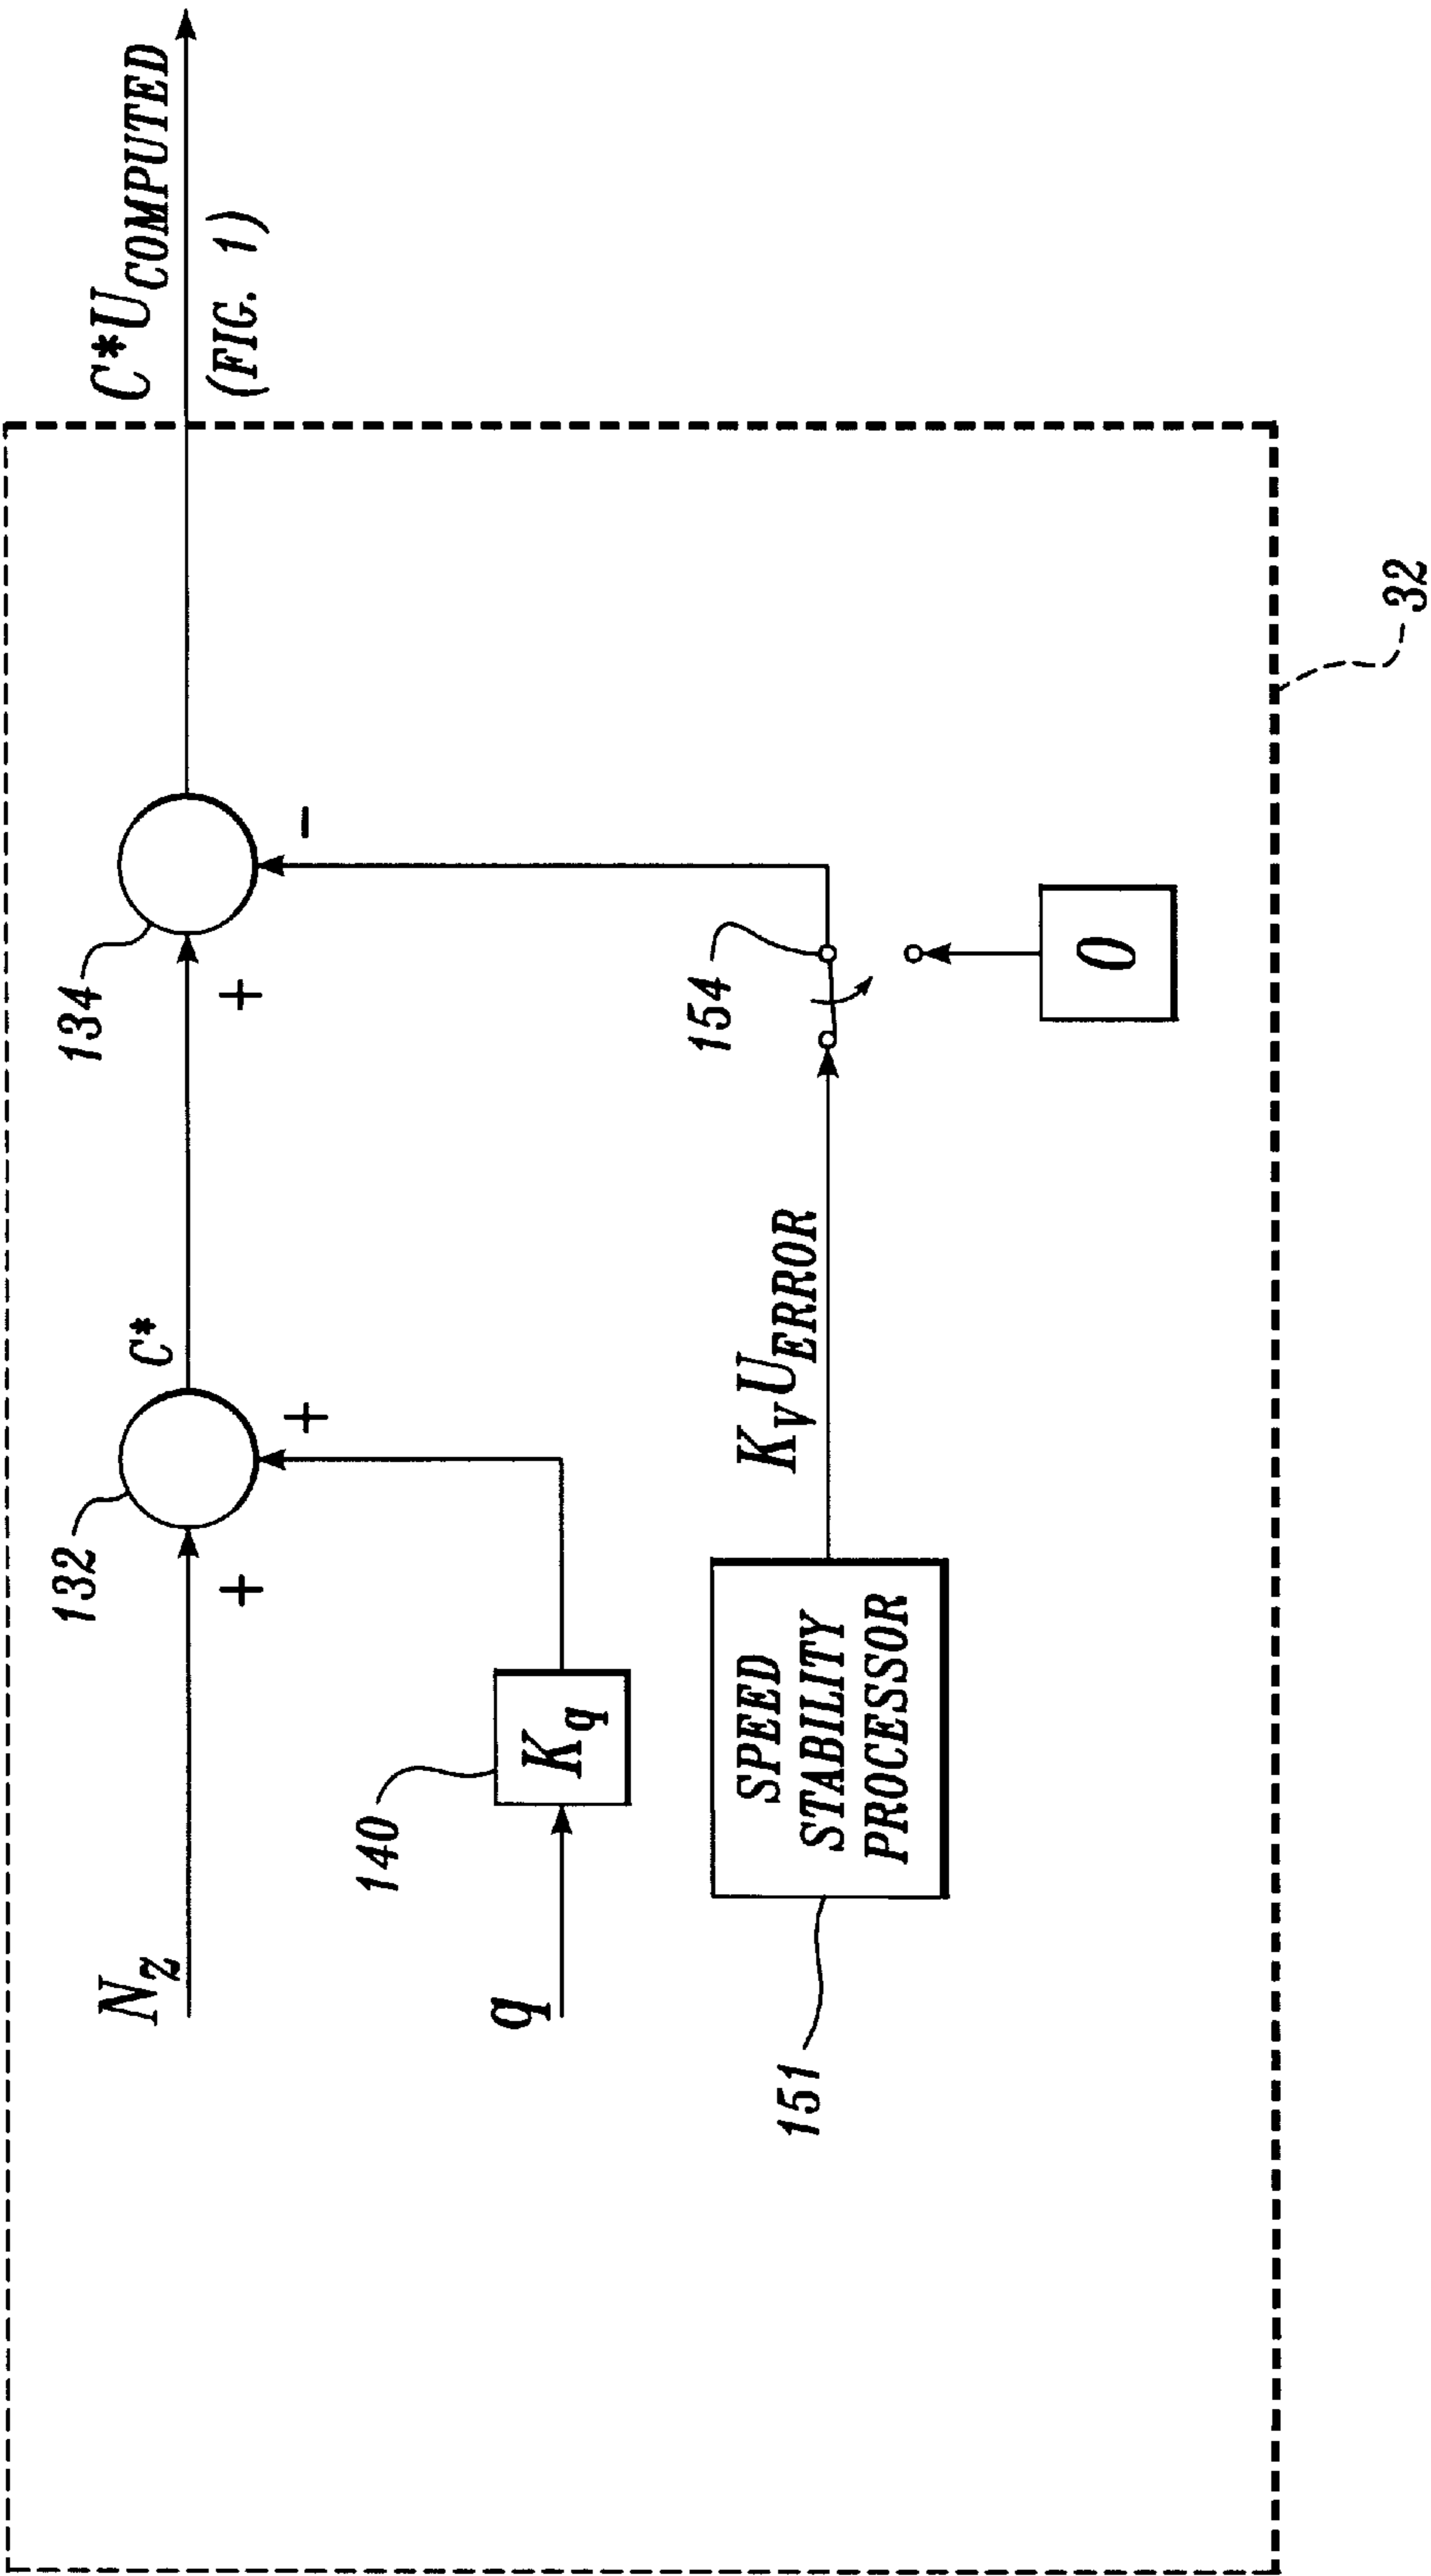 C*U_COMPUTED
(FIG. 1)
134
132
C*
+
-
+
+
N_Z
140
K_q
q
154
K_V U_ERROR
SPEED
STABILITY
PROCESSOR
151
0
32